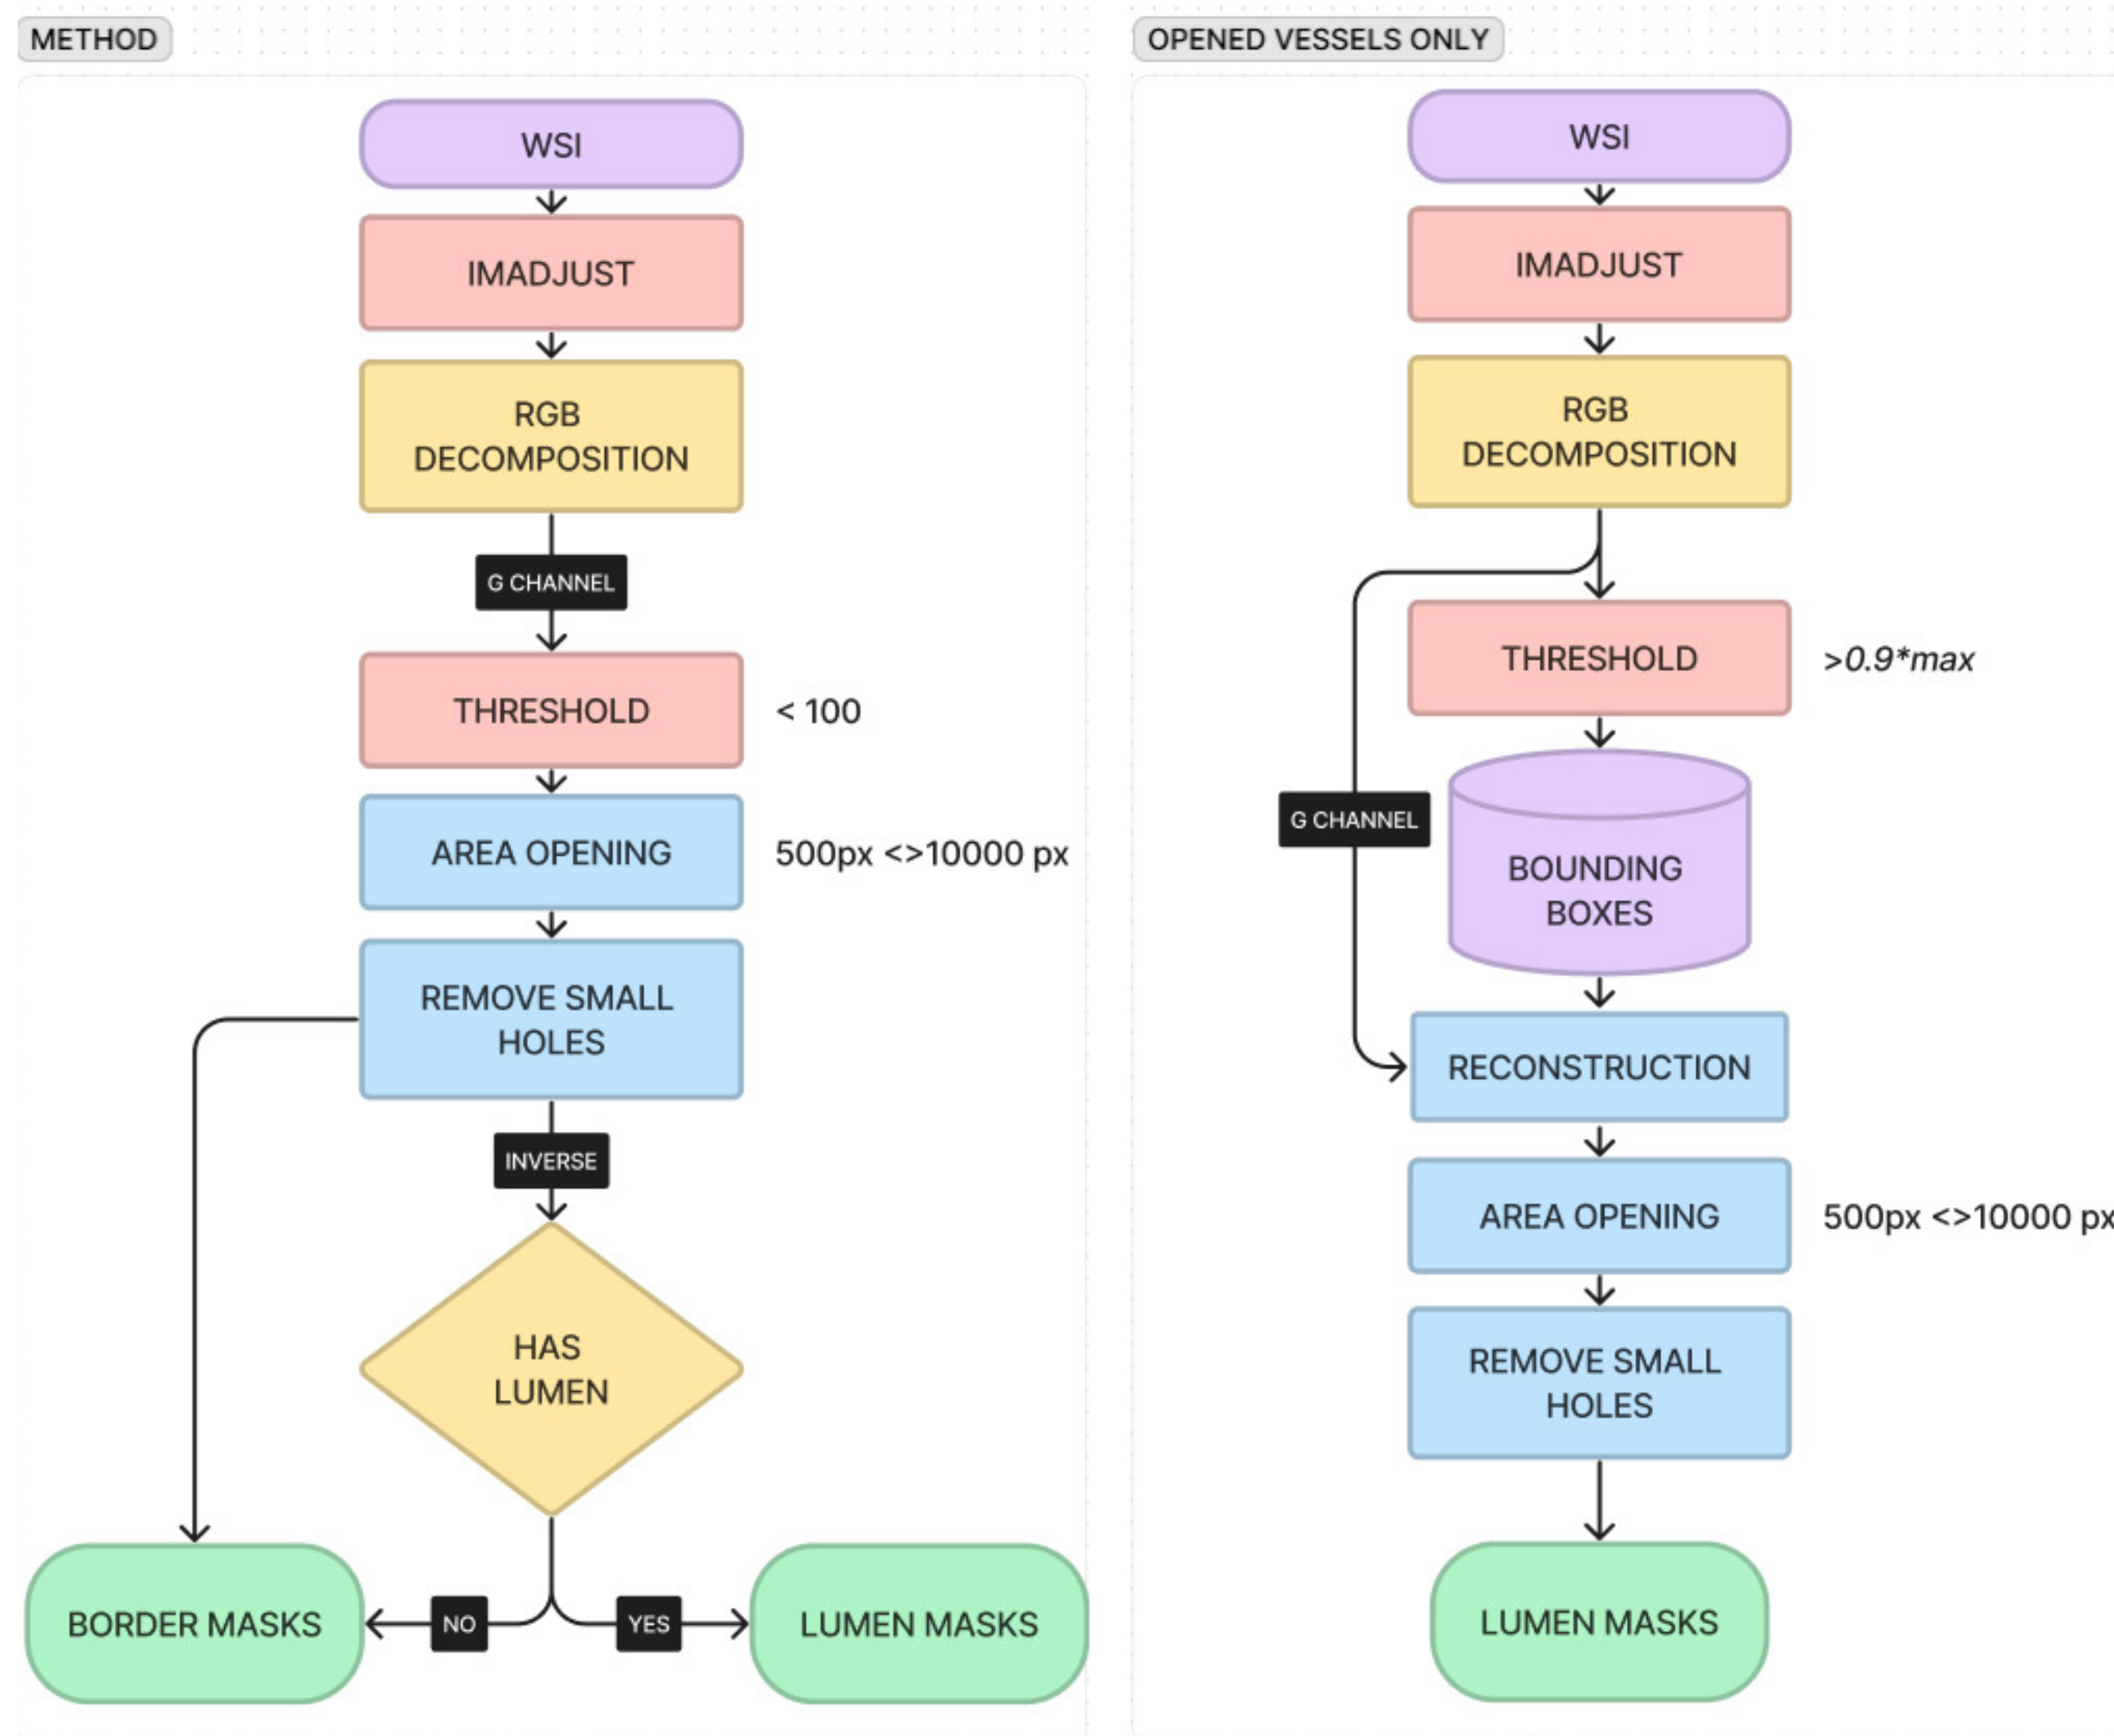 METHOD
WSI
IMADJUST
RGB
DECOMPOSITION
G CHANNEL
THRESHOLD
< 100
AREA OPENING
500px <>10000 px
REMOVE SMALL
HOLES
INVERSE
HAS
LUMEN
BORDER MASKS
NO
YES
LUMEN MASKS
OPENED VESSELS ONLY
WSI
IMADJUST
RGB
DECOMPOSITION
THRESHOLD
>0.9*max
G CHANNEL
BOUNDING
BOXES
RECONSTRUCTION
AREA OPENING
500px <>10000 px
REMOVE SMALL
HOLES
LUMEN MASKS